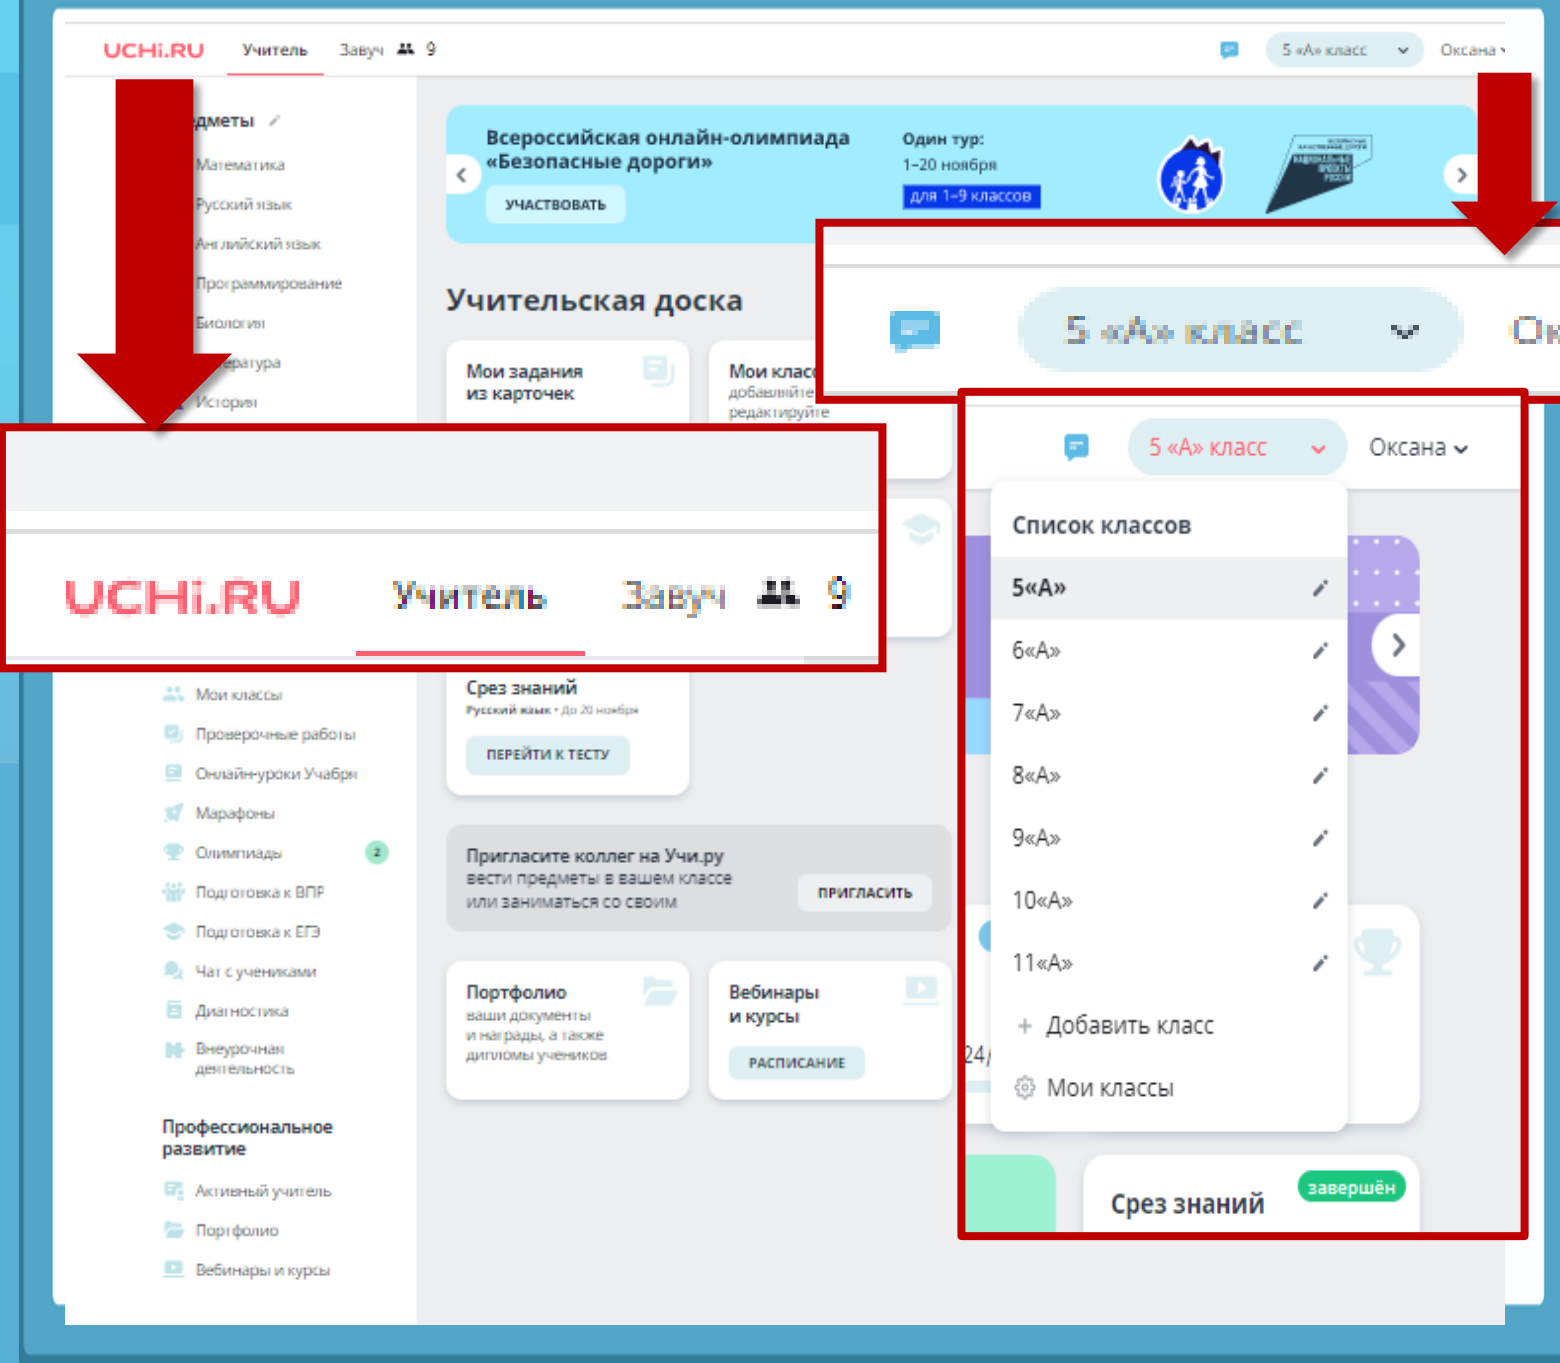 UCHi.RU Учитель Завуч 9 5 «А» класс Оксана
Математика
Русский язык
Английский язык
Программирование
Биология
История
Всероссийская онлайн-олимпиада
«Безопасные дороги»
УЧАСТВОВАТЬ
Один тур:
1–20 ноября
для 1–9 классов
Учительская доска
Мои задания
из карточек
добавляйте
редактируйте
5 «А» класс
UCHi.RU Учитель Завуч 9
5 «А» класс Оксана
Список классов
5«А»
6«А»
7«А»
8«А»
9«А»
10«А»
11«А»
+ Добавить класс
Мои классы
24/
Срез знаний
завершён
Мои классы
Проверочные работы
Онлайн-уроки Учабря
Марафоны
Олимпиады 2
Подготовка к ВПР
Подготовка к ЕГЭ
Чат с учениками
Диагностика
Внеурочная
деятельность
Профессиональное
развитие
Активный учитель
Портфолио
Вебинары и курсы
Срез знаний
Русский язык • До 20 ноября
ПЕРЕЙТИ К ТЕСТУ
Пригласите коллег на Учи.ру
вести предметы в вашем классе
или заниматься со своим
ПРИГЛАСИТЬ
Портфолио
ваши документы
и награды, а также
дипломы учеников
Вебинары
и курсы
РАСПИСАНИЕ